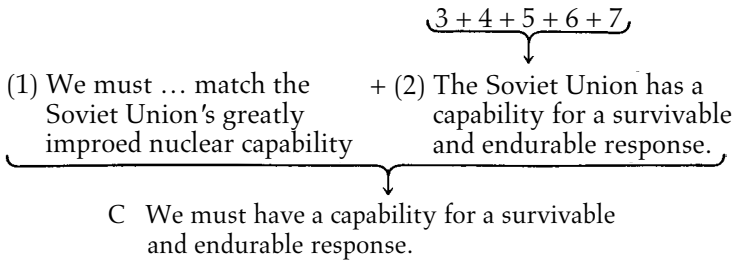 3 + 4 + 5 + 6 + 7
(1) We must … match the + (2) The Soviet Union has a
Soviet Union's greatly capability for a survivable
improed nuclear capability and endurable response.
C We must have a capability for a survivable
and endurable response.